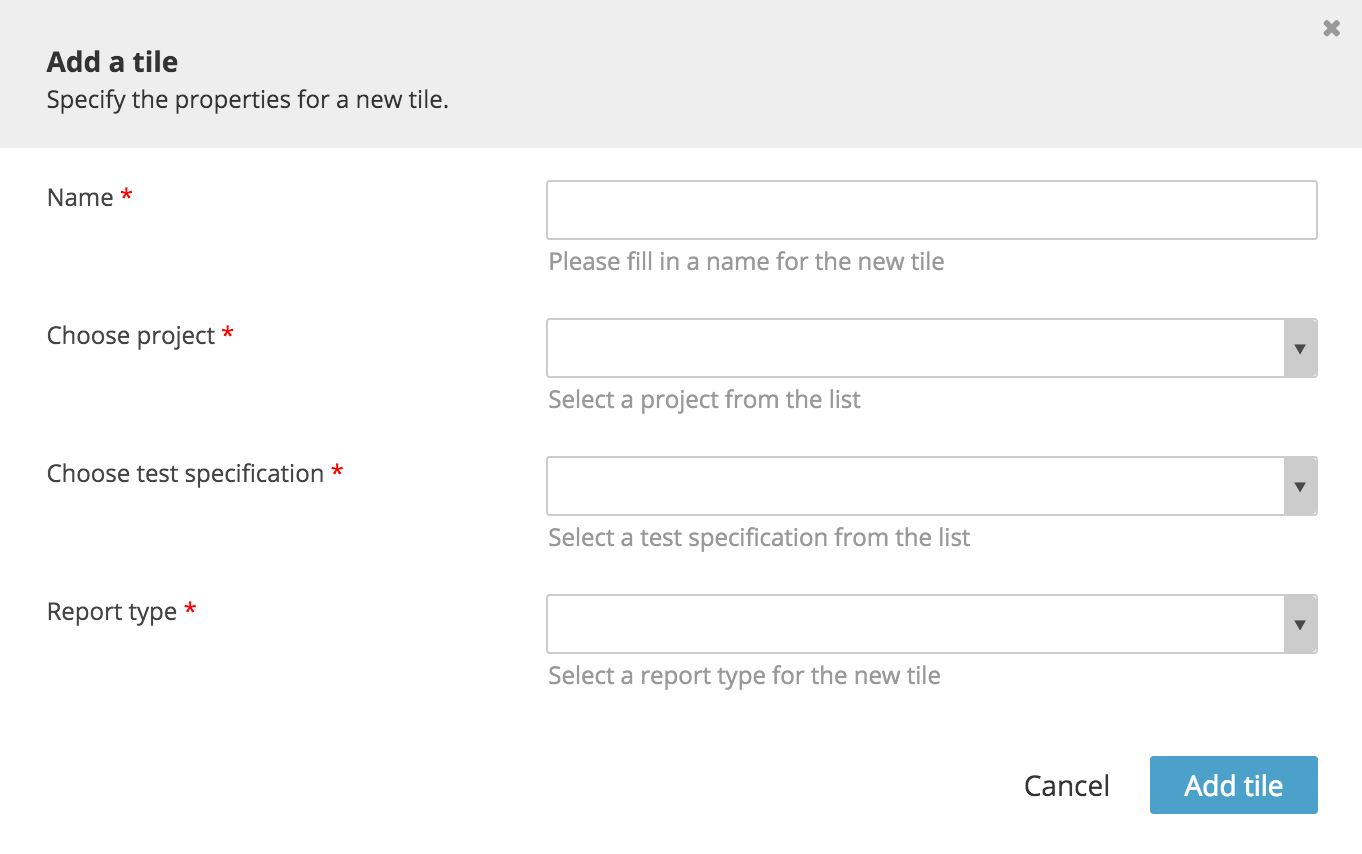 Add a tile
Specify the properties for a new tile.
Name *
Please fill in a name for the new tile
Choose project *
Select a project from the list
Choose test specification *
Select a test specification from the list
Report type *
Select a report type for the new tile
Cancel
Add tile